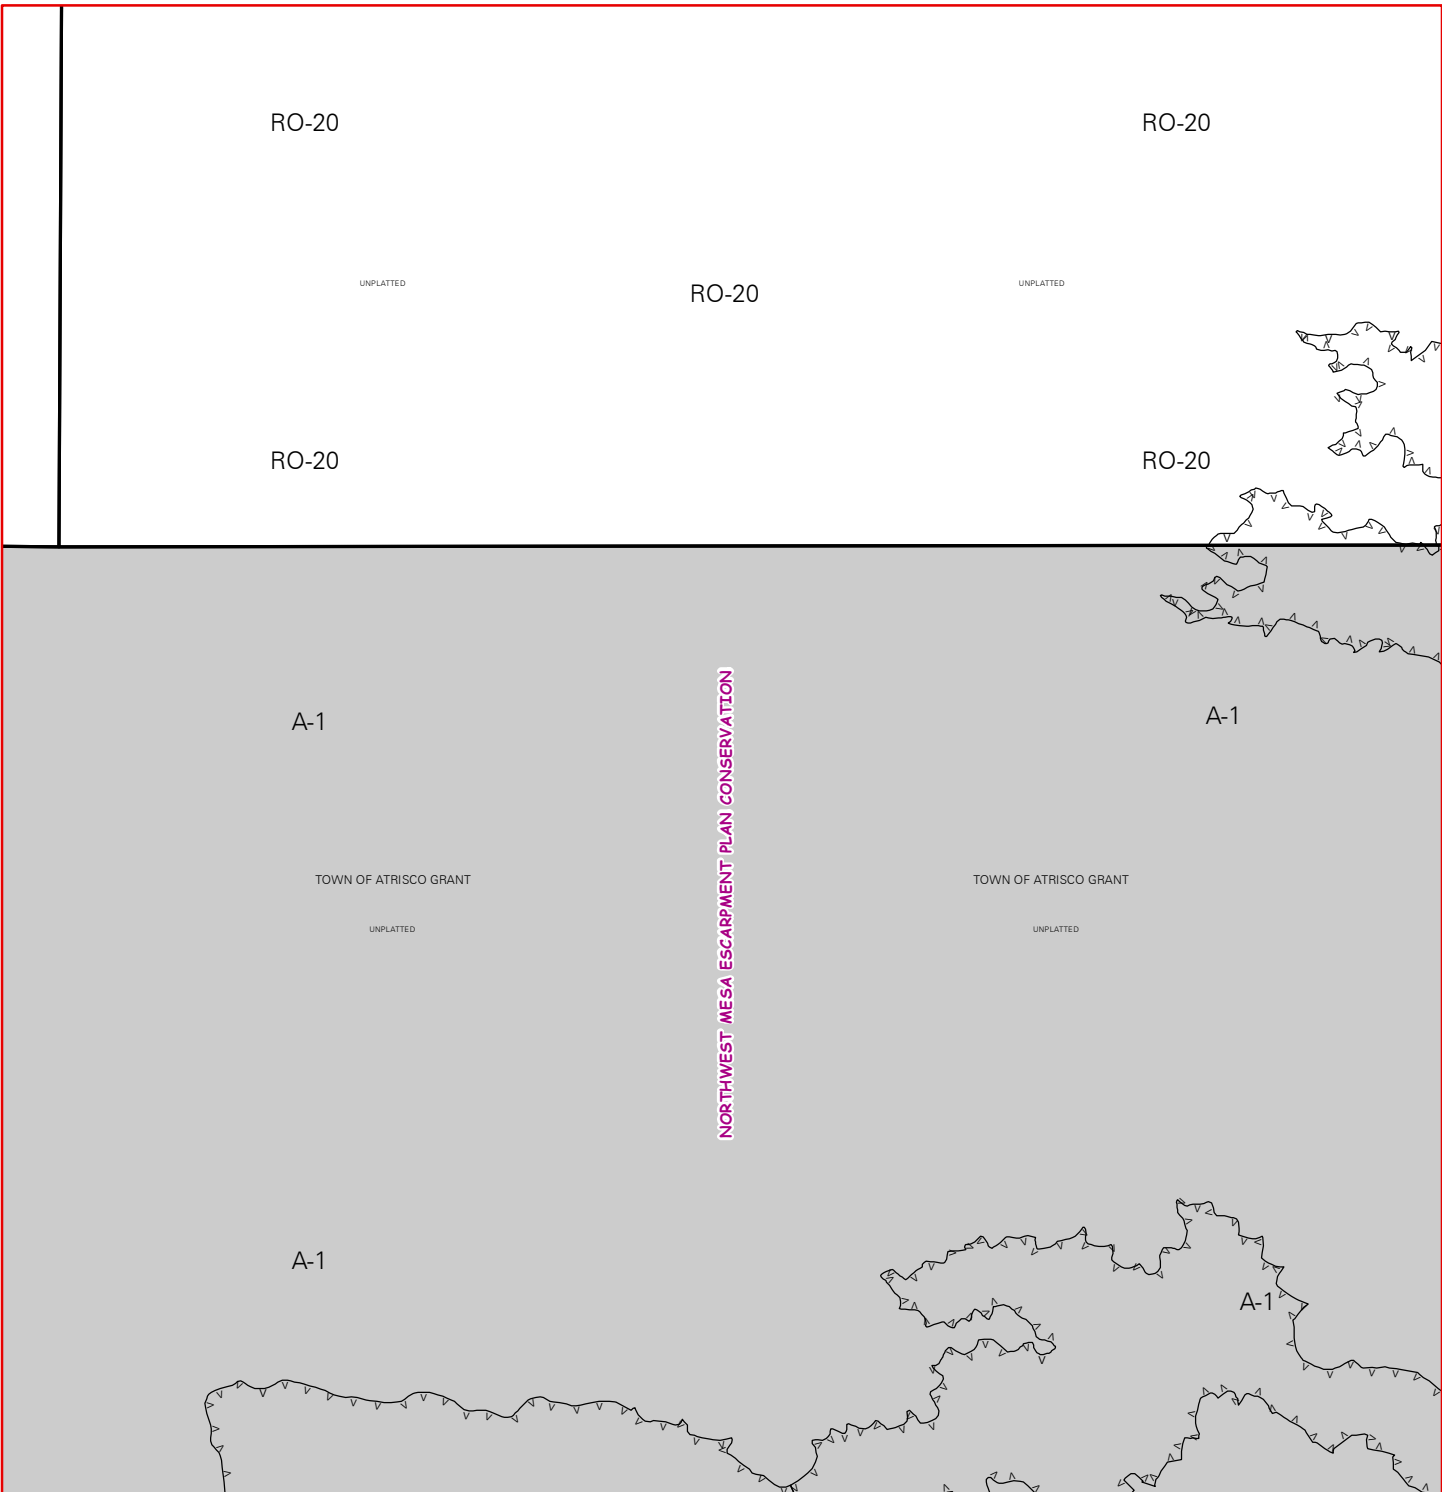 RO-20
RO-20
UNPLATTED
UNPLATTED
RO-20
RO-20
RO-20
A-1
A-1
NORTHWEST MESA ESCARPMENT PLAN CONSERVATION
TOWN OF ATRISCO GRANT
TOWN OF ATRISCO GRANT
UNPLATTED
UNPLATTED
A-1
A-1